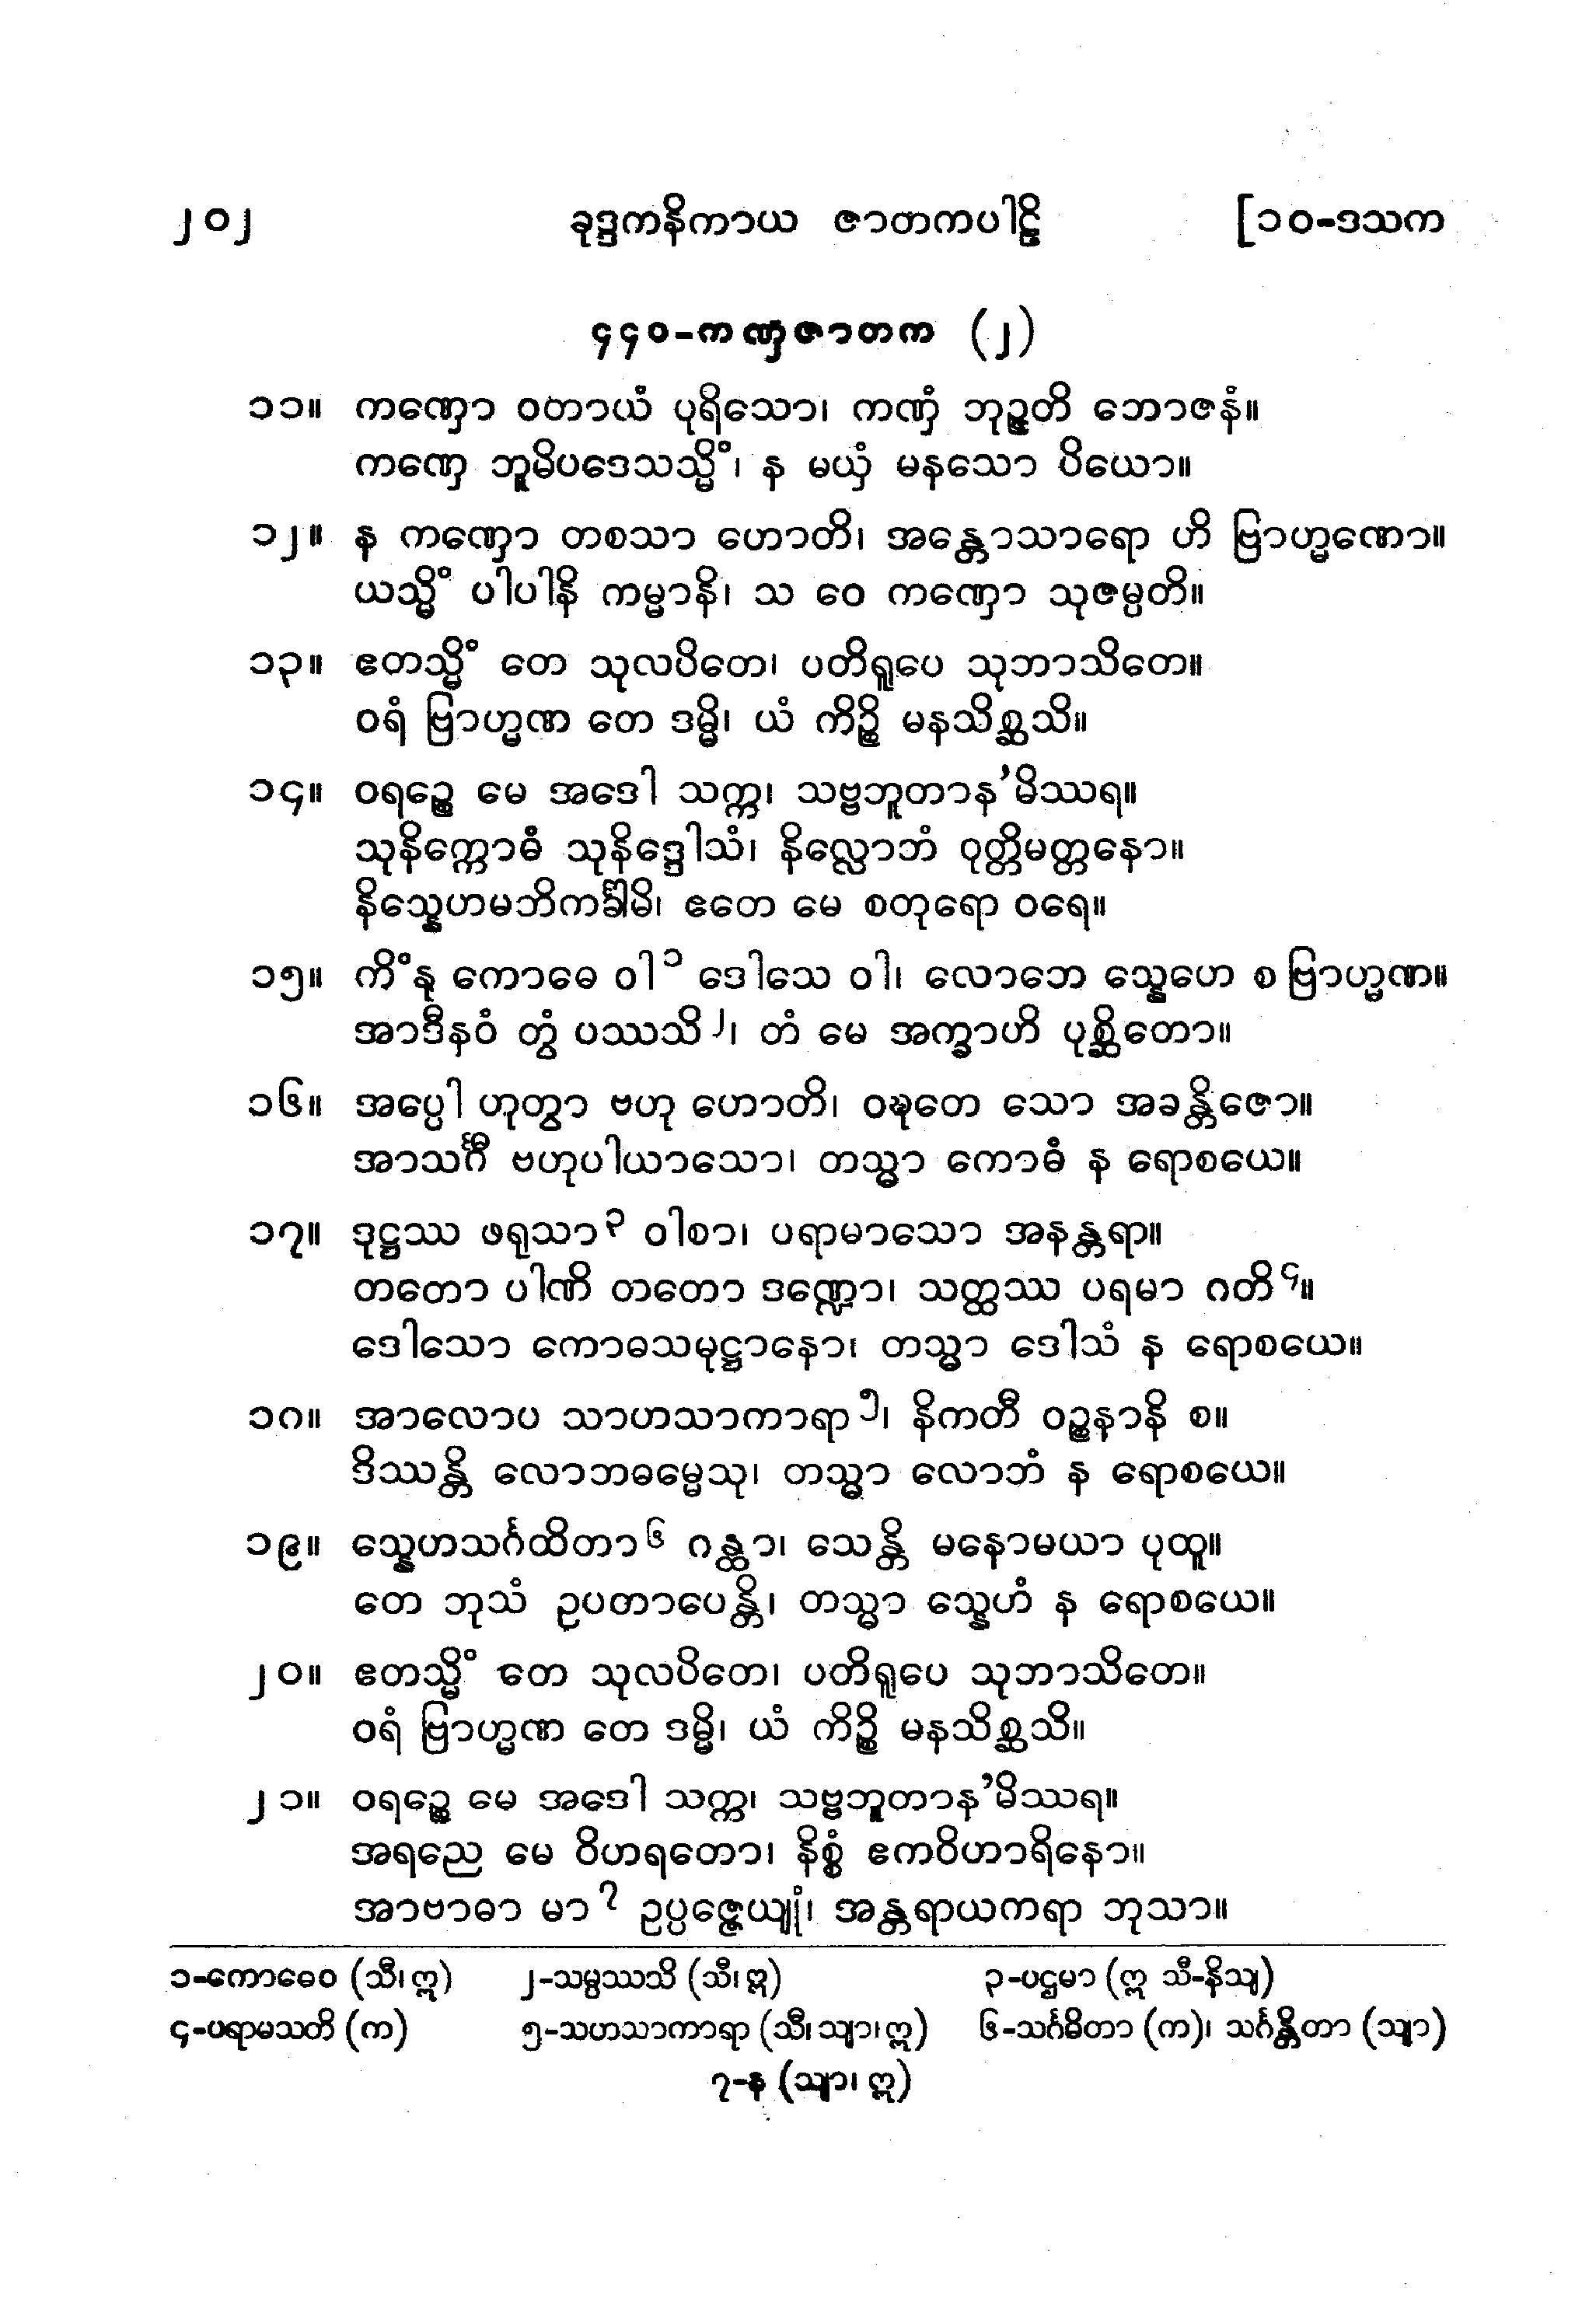 ၂၀၂ ခုဒ္ဒကနိကာယ ဇာတကပါဠိ [၁၀-ဒသက
၄၄၀-ကဏှဇာတက (၂)
၁၁။ ကဏှော ဝတာယံ ပုရိသော၊ ကဏှံ ဘုဉ္ဇတိ ဘောဇနံ။
ကဏှေ ဘူမိပဒေသသ္မိံ၊ န မယှံ မနသော ပိယော။
၁၂။ န ကဏှော တစသာ ဟောတိ၊ အန္တောသာရော ဟိ ဗြာဟ္မဏော။
ယသ္မိံ ပါပါနိ ကမ္မာနိ၊ သ ဝေ ကဏှော သုဇမ္ပတိ။
၁၃။ ဧတသ္မိံ တေ သုလပိတေ၊ ပတိရူပေ သုဘာသိတေ။
ဝရံ ဗြာဟ္မဏ တေ ဒမ္မိ၊ ယံ ကိဉ္စိ မနသိစ္ဆသိ။
၁၄။ ဝရဉ္စေ မေ အဒေါ သက္က၊ သဗ္ဗဘူတာန’မိဿရ။
သုနိက္ကောဓံ သုနိဒ္ဒေါသံ၊ နိလ္လောဘံ ဝုတ္တိမတ္တနော။
နိသ္နေဟမဘိကင်္ခါမိ၊ ဧတေ မေ စတုရော ဝရေ။
၁၅။ ကိံနု ကောဓေ ဝါ ၁ ဒေါသေ ဝါ၊ လောဘေ သ္နေဟေ စ ဗြာဟ္မဏ။
အာဒီနဝံ တွံ ပဿသိ ၂၊ တံ မေ အက္ခာဟိ ပုစ္ဆိတော။
၁၆။ အပ္ပေါ ဟုတွာ ဗဟု ဟောတိ၊ ဝဍ္ဎတေ သော အခန္တိဇော။
အာသင်္ဂီ ဗဟုပါယာသော၊ တသ္မာ ကောဓံ န ရောစယေ။
၁၇။ ဒုဋ္ဌဿ ဖရုသာ ၃ ဝါစာ၊ ပရာမာသော အနန္တရာ။
တတော ပါဏိ တတော ဒဏ္ဍော၊ သတ္ထဿ ပရမာ ဂတိ ၄။
ဒေါသော ကောဓသမုဋ္ဌာနော၊ တသ္မာ ဒေါသံ န ရောစယေ။
၁၈။ အာလောပ သာဟသာကာရာ ၅၊ နိကတီ ဝဉ္စနာနိ စ။
ဒိဿန္တိ လောဘဓမ္မေသု၊ တသ္မာ လောဘံ န ရောစယေ။
၁၉။ သ္နေဟသင်္ဂထိတာ ၆ ဂန္ထာ၊ သေန္တိ မနောမယာ ပုထူ။
တေ ဘုသံ ဥပတာပေန္တိ၊ တသ္မာ သ္နေဟံ န ရောစယေ။
၂၀။ ဧတသ္မိံ တေ သုလပိတေ၊ ပတိရူပေ သုဘာသိတေ။
ဝရံ ဗြာဟ္မဏ တေ ဒမ္မိ၊ ယံ ကိဉ္စိ မနသိစ္ဆသိ။
၂၁။ ဝရဉ္စေ မေ အဒေါ သက္က၊ သဗ္ဗဘူတာန’မိဿရ။
အရညေ မေ ဝိဟရတော၊ နိစ္စံ ဧကဝိဟာရိနော။
အာဗာဓာ မာ ၇ ဥပ္ပဇ္ဇေယျုံ၊ အန္တရာယကရာ ဘုသာ။
၁-ကောဓေဝ (သီ၊ ဣ) ၂-သမ္ပဿသိ (သီ၊ ဣ) ၃-ပဌမာ (ဣ သီ-နိသျ)
၄-ပရာမသတိ (က) ၅-သဟသာကာရာ (သီ၊ သျာ၊ ဣ) ၆-သင်္ဂဓိတာ (က)၊ သင်္ဂန္တိတာ (သျာ)
၇-န (သျာ၊ ဣ)